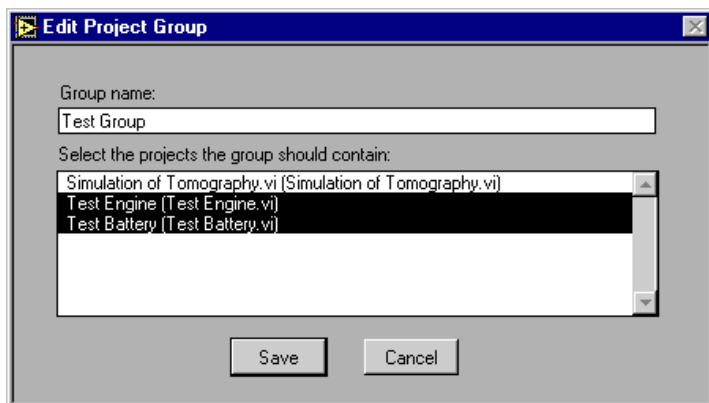 Edit Project Group
Group name:
Test Group
Select the projects the group should contain:
Simulation of Tomography.vi (Simulation of Tomography.vi)
Test Engine (Test Engine.vi)
Test Battery (Test Battery.vi)
Save Cancel